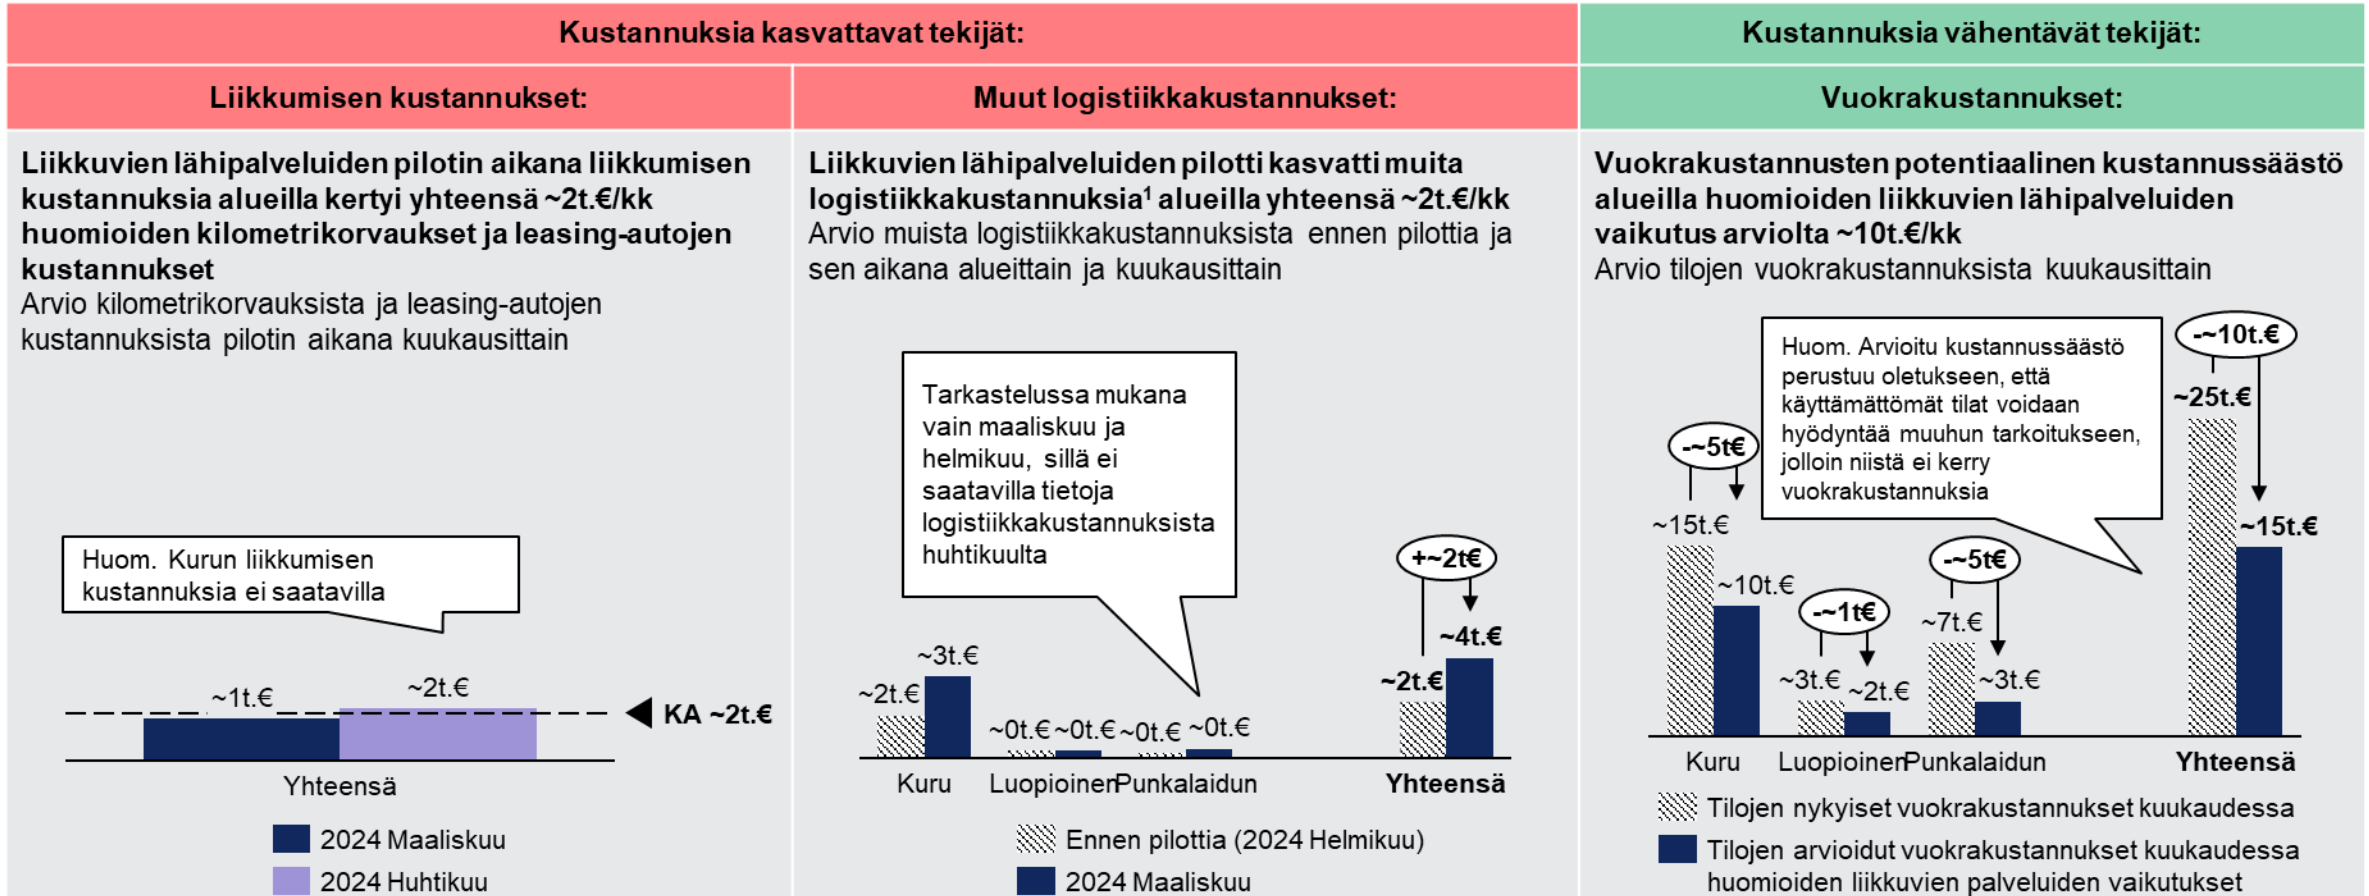 Kustannuksia kasvattavat tekijät:
Kustannuksia vähentävät tekijät:
Liikkumisen kustannukset:
Muut logistiikkakustannukset:
Vuokrakustannukset:
Liikkuvien lähipalveluiden pilotin aikana liikkumisen
kustannuksia alueilla kertyi yhteensä ~2t.€/kk
huomioiden kilometrikorvaukset ja leasing-autojen
kustannukset
Arvio kilometrikorvauksista ja leasing-autojen
kustannuksista pilotin aikana kuukausittain
Huom. Kurun liikkumisen
kustannuksia ei saatavilla
~1t.€
~2t.€
KA ~2t.€
Yhteensä
2024 Maaliskuu
2024 Huhtikuu
Liikkuvien lähipalveluiden pilotti kasvatti muita
logistiikkakustannuksia¹ alueilla yhteensä ~2t.€/kk
Arvio muista logistiikkakustannuksista ennen pilottia ja
sen aikana alueittain ja kuukausittain
Tarkastelussa mukana
vain maaliskuu ja
helmikuu, sillä ei
saatavilla tietoja
logistiikkakustannuksista
huhtikuulta
+~2t€
~4t.€
~3t.€
~2t.€
~2t.€
~0t.€ ~0t.€ ~0t.€ ~0t.€
Kuru Luopioinen Punkalaidun Yhteensä
Ennen pilottia (2024 Helmikuu)
2024 Maaliskuu
Vuokrakustannusten potentiaalinen kustannussäästö
alueilla huomioiden liikkuvien lähipalveluiden
vaikutus arviolta ~10t.€/kk
Arvio tilojen vuokrakustannuksista kuukausittain
Huom. Arvioitu kustannussäästö
perustuu oletukseen, että
käyttämättömät tilat voidaan
hyödyntää muuhun tarkoitukseen,
jolloin niistä ei kerry
vuokrakustannuksia
-~10t.€
~25t.€
-~5t€
~15t.€
~15t.€
-~5t€
~10t.€
-~1t€
~7t.€
~3t.€
~2t.€
~3t.€
Kuru Luopioinen Punkalaidun Yhteensä
Tilojen nykyiset vuokrakustannukset kuukaudessa
Tilojen arvioidut vuokrakustannukset kuukaudessa
huomioiden liikkuvien palveluiden vaikutukset